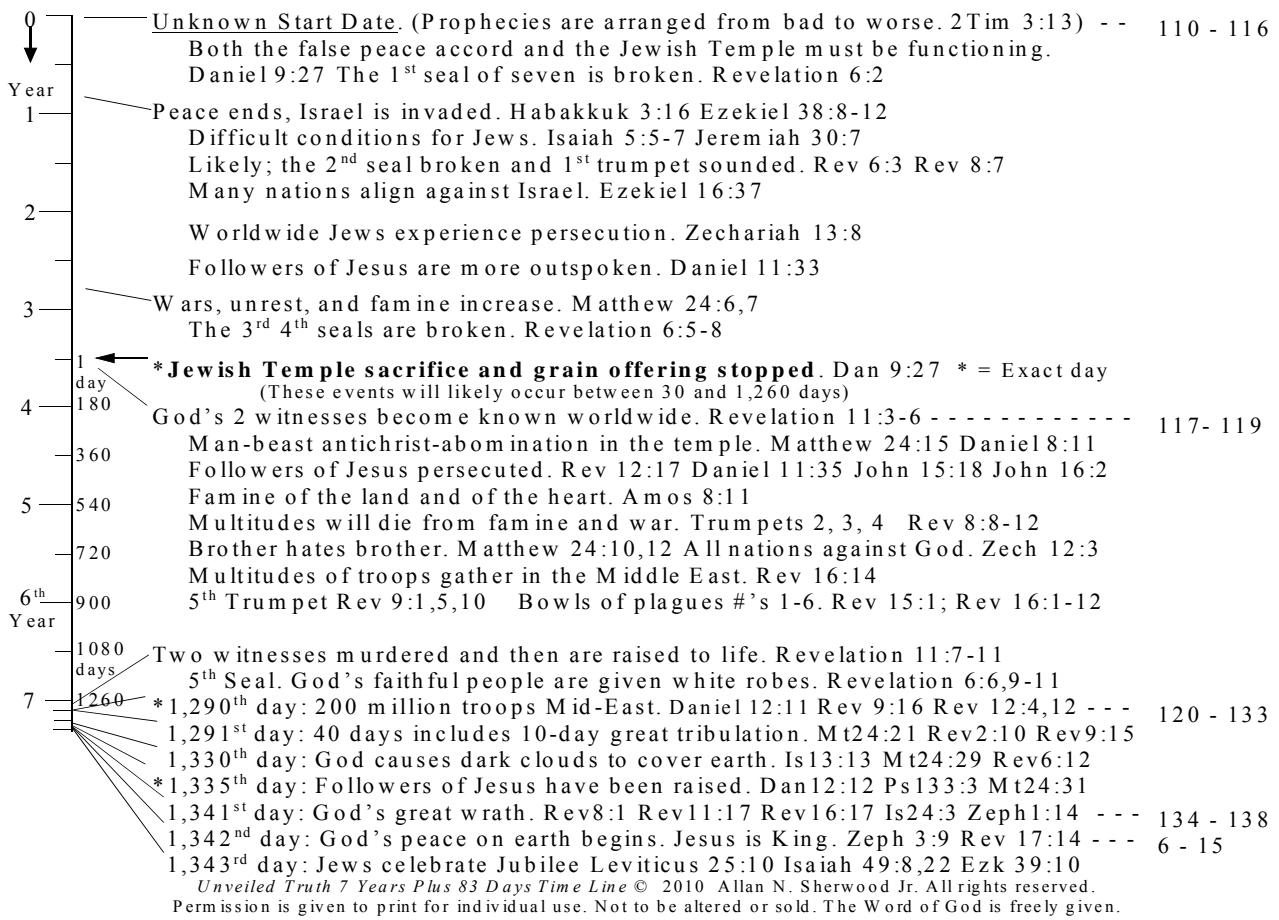 0 Unknown Start Date. (Prophecies are arranged from bad to worse. 2Tim 3:13) - - 110 - 116
Both the false peace accord and the Jewish Temple must be functioning.
Daniel 9:27 The 1st seal of seven is broken. Revelation 6:2
Year
1 Peace ends, Israel is invaded. Habakkuk 3:16 Ezekiel 38:8-12
Difficult conditions for Jews. Isaiah 5:5-7 Jeremiah 30:7
Likely; the 2nd seal broken and 1st trumpet sounded. Rev 6:3 Rev 8:7
Many nations align against Israel. Ezekiel 16:37
2
Worldwide Jews experience persecution. Zechariah 13:8
Followers of Jesus are more outspoken. Daniel 11:33
Wars, unrest, and famine increase. Matthew 24:6,7
3
The 3rd 4th seals are broken. Revelation 6:5-8
1
day
*Jewish Temple sacrifice and grain offering stopped. Dan 9:27 * = Exact day
(These events will likely occur between 30 and 1,260 days)
4 180
God's 2 witnesses become known worldwide. Revelation 11:3-6 - - - - - - - - - - - - 117- 119
Man-beast antichrist-abomination in the temple. Matthew 24:15 Daniel 8:11
360
Followers of Jesus persecuted. Rev 12:17 Daniel 11:35 John 15:18 John 16:2
Famine of the land and of the heart. Amos 8:11
5 540
Multitudes will die from famine and war. Trumpets 2, 3, 4 Rev 8:8-12
720
Brother hates brother. Matthew 24:10,12 All nations against God. Zech 12:3
Multitudes of troops gather in the Middle East. Rev 16:14
6th 900
Year
5th Trumpet Rev 9:1,5,10 Bowls of plagues #'s 1-6. Rev 15:1; Rev 16:1-12
1080
days
Two witnesses murdered and then are raised to life. Revelation 11:7-11
5th Seal. God's faithful people are given white robes. Revelation 6:6,9-11
7 1260
*1,290th day: 200 million troops Mid-East. Daniel 12:11 Rev 9:16 Rev 12:4,12 - - - 120 - 133
1,291st day: 40 days includes 10-day great tribulation. Mt24:21 Rev2:10 Rev9:15
1,330th day: God causes dark clouds to cover earth. Is13:13 Mt24:29 Rev6:12
*1,335th day: Followers of Jesus have been raised. Dan12:12 Ps133:3 Mt24:31
1,341st day: God's great wrath. Rev8:1 Rev11:17 Rev16:17 Is24:3 Zeph1:14 - - - 134 - 138
1,342nd day: God's peace on earth begins. Jesus is King. Zeph 3:9 Rev 17:14 - - - 6 - 15
1,343rd day: Jews celebrate Jubilee Leviticus 25:10 Isaiah 49:8,22 Ezk 39:10
Unveiled Truth 7 Years Plus 83 Days Time Line © 2010 Allan N. Sherwood Jr. All rights reserved.
Permission is given to print for individual use. Not to be altered or sold. The Word of God is freely given.